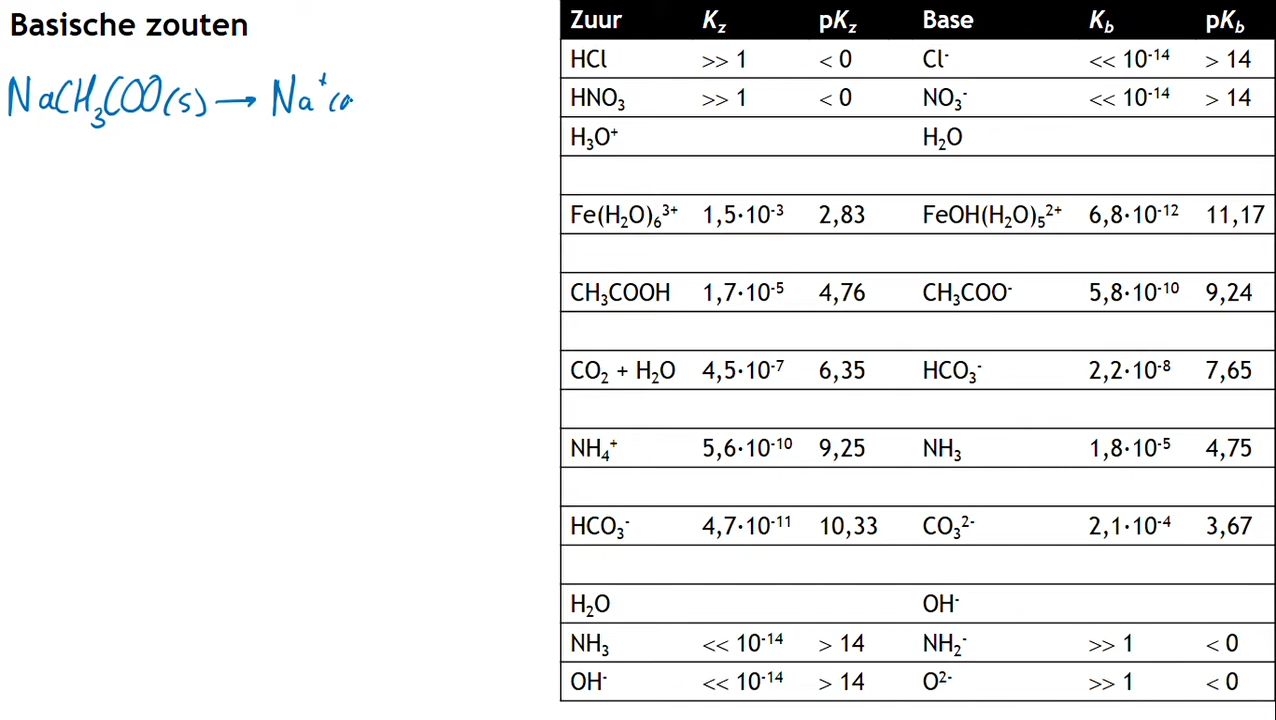 Basische zouten
NaCH₃COO(s) → Na⁺(a
Zuur K_z pK_z Base K_b pK_b
HCl >> 1 < 0 Cl⁻ << 10⁻¹⁴ > 14
HNO₃ >> 1 < 0 NO₃⁻ << 10⁻¹⁴ > 14
H₃O⁺ H₂O
Fe(H₂O)₆³⁺ 1,5·10⁻³ 2,83 FeOH(H₂O)₅²⁺ 6,8·10⁻¹² 11,17
CH₃COOH 1,7·10⁻⁵ 4,76 CH₃COO⁻ 5,8·10⁻¹⁰ 9,24
CO₂ + H₂O 4,5·10⁻⁷ 6,35 HCO₃⁻ 2,2·10⁻⁸ 7,65
NH₄⁺ 5,6·10⁻¹⁰ 9,25 NH₃ 1,8·10⁻⁵ 4,75
HCO₃⁻ 4,7·10⁻¹¹ 10,33 CO₃²⁻ 2,1·10⁻⁴ 3,67
H₂O OH⁻
NH₃ << 10⁻¹⁴ > 14 NH₂⁻ >> 1 < 0
OH⁻ << 10⁻¹⁴ > 14 O²⁻ >> 1 < 0